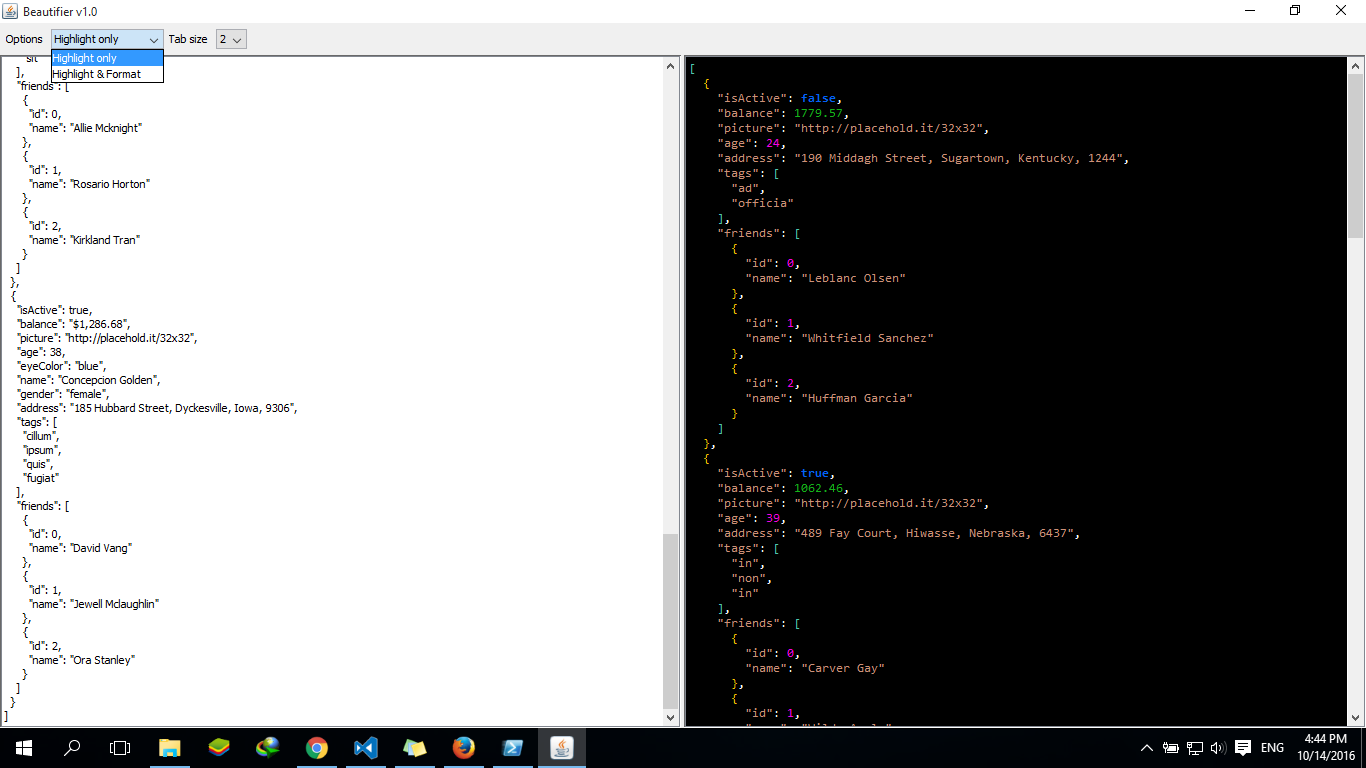 Beautifier v1.0
Options Highlight only Tab size 2
Highlight only
Highlight & Format
"sit"
],
"friends": [
{
"id": 0,
"name": "Allie Mcknight"
},
{
"id": 1,
"name": "Rosario Horton"
},
{
"id": 2,
"name": "Kirkland Tran"
}
]
},
{
"isActive": true,
"balance": "$1,286.68",
"picture": "http://placehold.it/32x32",
"age": 38,
"eyeColor": "blue",
"name": "Concepcion Golden",
"gender": "female",
"address": "185 Hubbard Street, Dyckesville, Iowa, 9306",
"tags": [
"cillum",
"ipsum",
"quis",
"fugiat"
],
"friends": [
{
"id": 0,
"name": "David Vang"
},
{
"id": 1,
"name": "Jewell Mclaughlin"
},
{
"id": 2,
"name": "Ora Stanley"
}
]
}
]
[
{
"isActive": false,
"balance": 1779.57,
"picture": "http://placehold.it/32x32",
"age": 24,
"address": "190 Middagh Street, Sugartown, Kentucky, 1244",
"tags": [
"ad",
"officia"
],
"friends": [
{
"id": 0,
"name": "Leblanc Olsen"
},
{
"id": 1,
"name": "Whitfield Sanchez"
},
{
"id": 2,
"name": "Huffman Garcia"
}
]
},
{
"isActive": true,
"balance": 1062.46,
"picture": "http://placehold.it/32x32",
"age": 39,
"address": "489 Fay Court, Hiwasse, Nebraska, 6437",
"tags": [
"in",
"non",
"in"
],
"friends": [
{
"id": 0,
"name": "Carver Gay"
},
{
"id": 1,
ENG
4:44 PM
10/14/2016